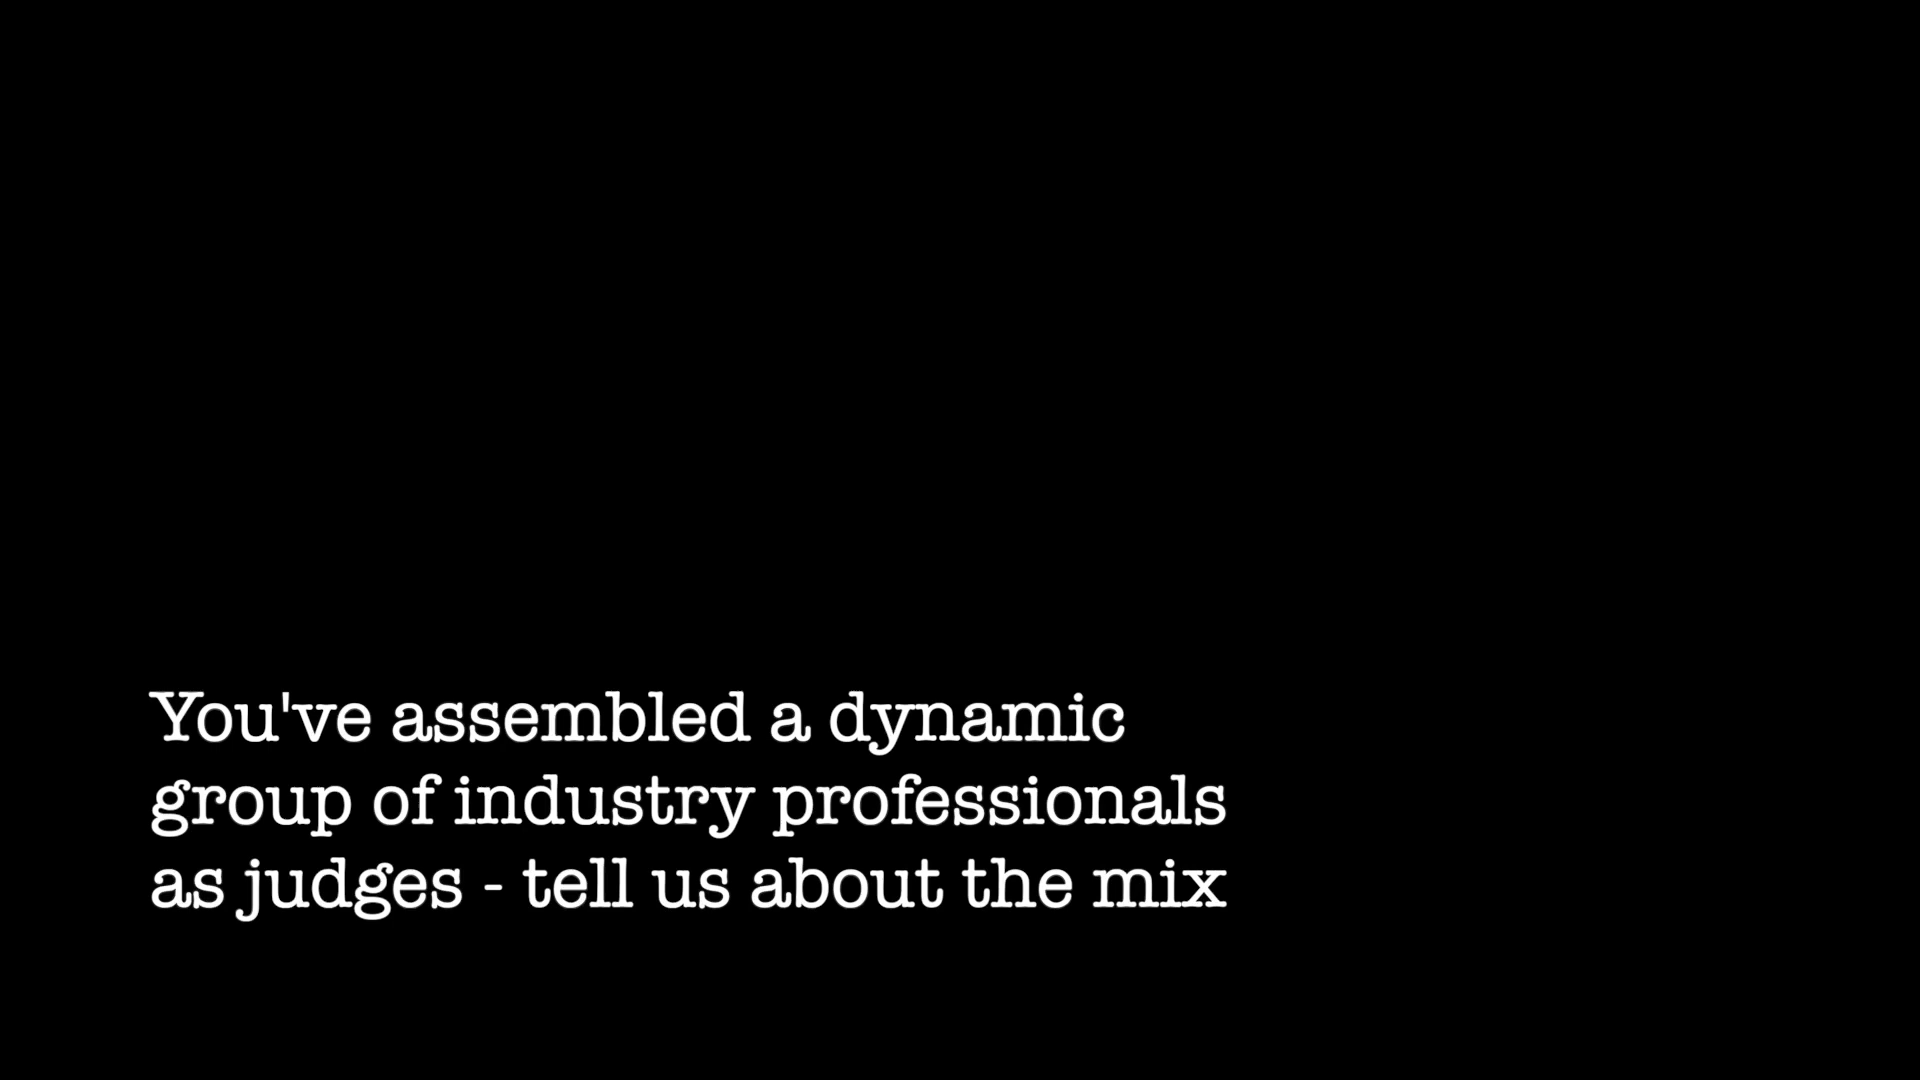 You've assembled a dynamic
group of industry professionals
as judges - tell us about the mix